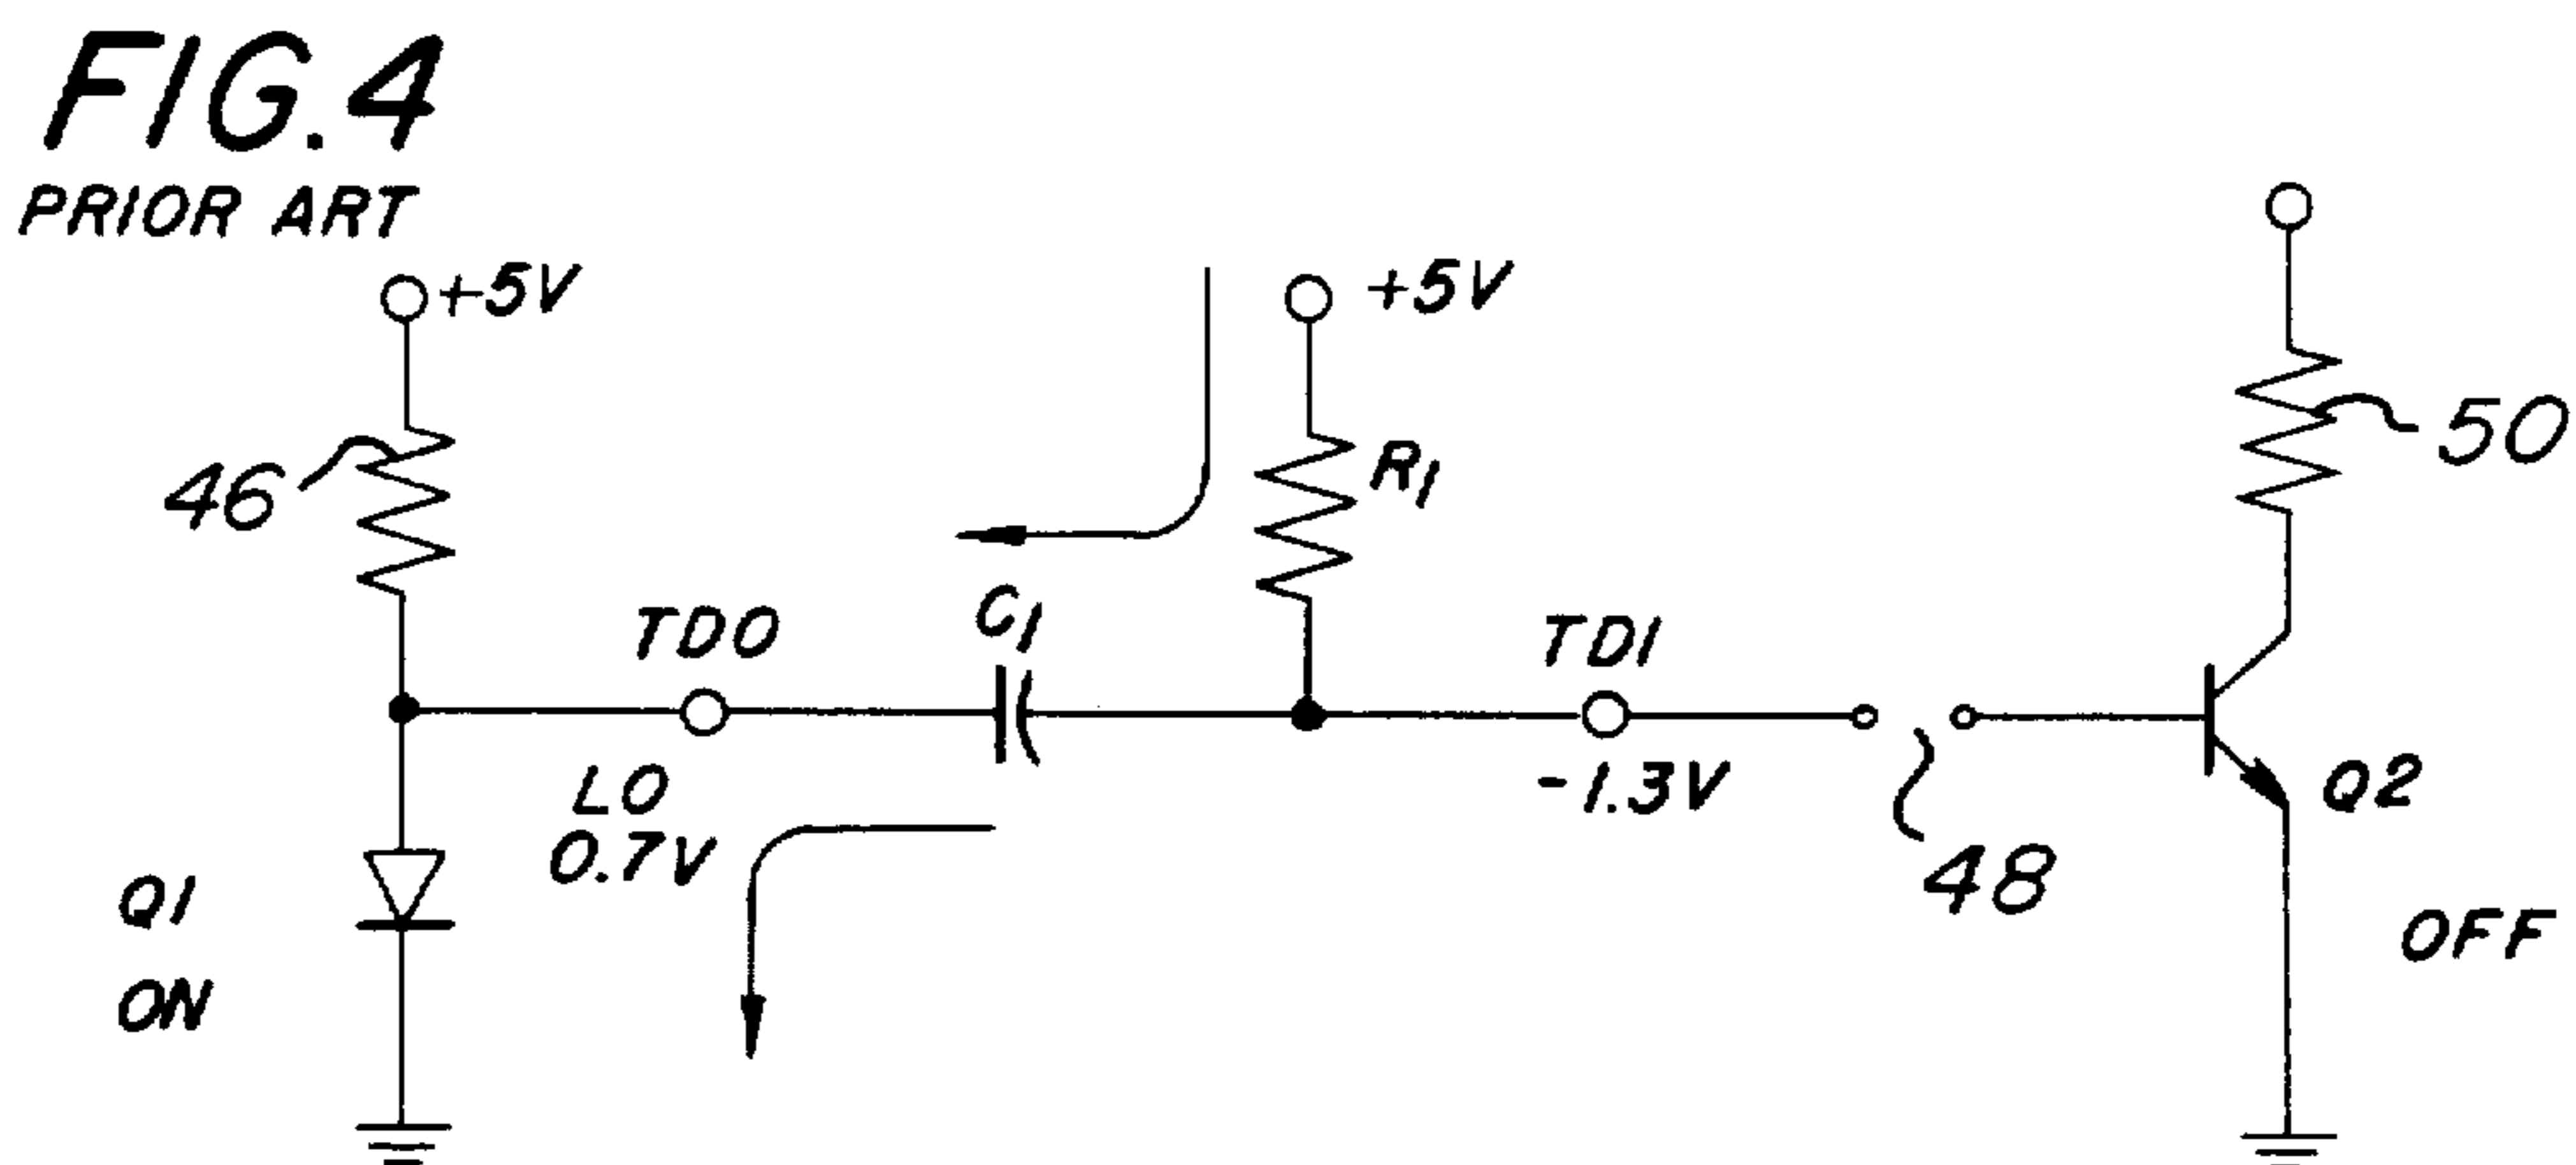 FIG.4
PRIOR ART
+5V
+5V
46
R1
50
TDO
C1
TDI
LO
0.7V
-1.3V
Q2
48
Q1
ON
OFF